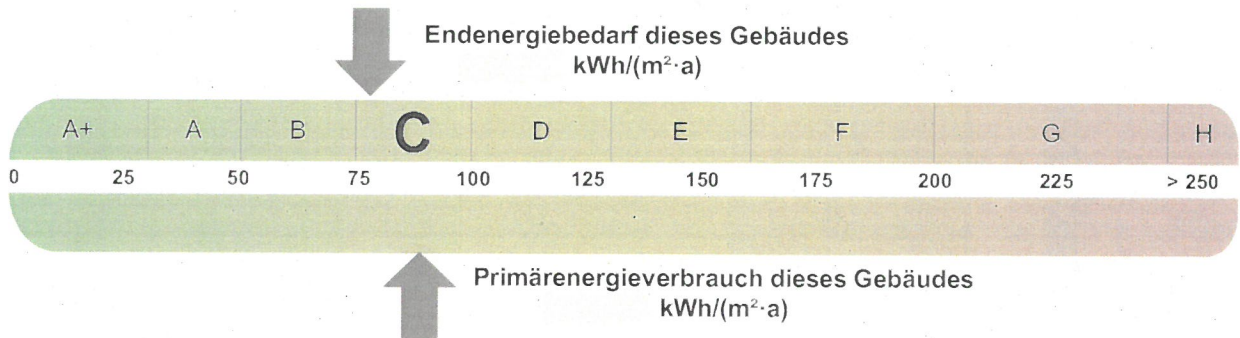 Endenergiebedarf dieses Gebäudes
kWh/(m²·a)
A+ A B C D E F G H
0 25 50 75 100 125 150 175 200 225 > 250
Primärenergieverbrauch dieses Gebäudes
kWh/(m²·a)